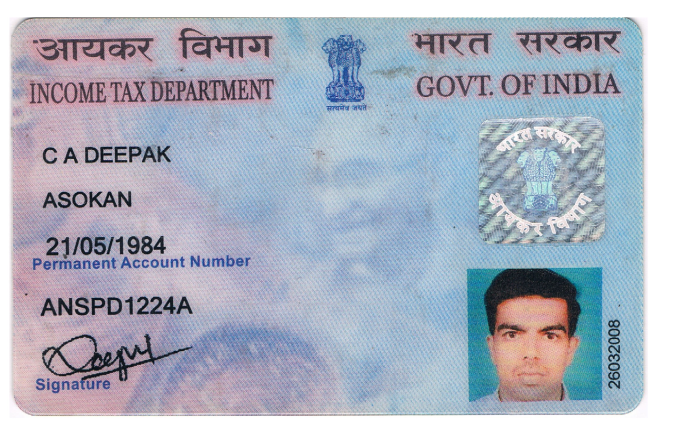 आयकर विभाग
INCOME TAX DEPARTMENT
सत्यमेव जयते
भारत सरकार
GOVT. OF INDIA
भारत सरकार
आयकर विभाग
C A DEEPAK
ASOKAN
21/05/1984
Permanent Account Number
ANSPD1224A
Deepak
Signature
26032008